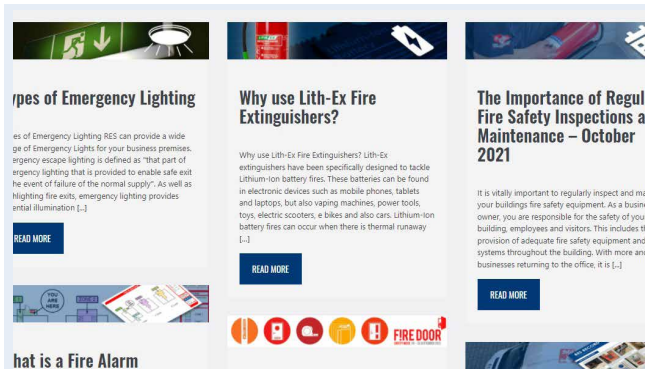 ypes of Emergency Lighting
es of Emergency Lighting RES can provide a wide
ge of Emergency Lights for your business premises.
ergency escape lighting is defined as "that part of
ergency lighting that is provided to enable safe exit
he event of failure of the normal supply". As well as
hlighting fire exits, emergency lighting provides
ential illumination [...]
READ MORE
YOU
ARE
HERE
hat is a Fire Alarm
Why use Lith-Ex Fire
Extinguishers?
Why use Lith-Ex Fire Extinguishers? Lith-Ex
extinguishers have been specifically designed to tackle
Lithium-Ion battery fires. These batteries can be found
in electronic devices such as mobile phones, tablets
and laptops, but also vaping machines, power tools,
toys, electric scooters, e bikes and also cars. Lithium-Ion
battery fires can occur when there is thermal runaway
[...]
READ MORE
FIRE DOOR
The Importance of Regul
Fire Safety Inspections a
Maintenance – October
2021
It is vitally important to regularly inspect and ma
your buildings fire safety equipment. As a busine
owner, you are responsible for the safety of you
building, employees and visitors. This includes th
provision of adequate fire safety equipment and
systems throughout the building. With more and
businesses returning to the office, it is [...]
READ MORE